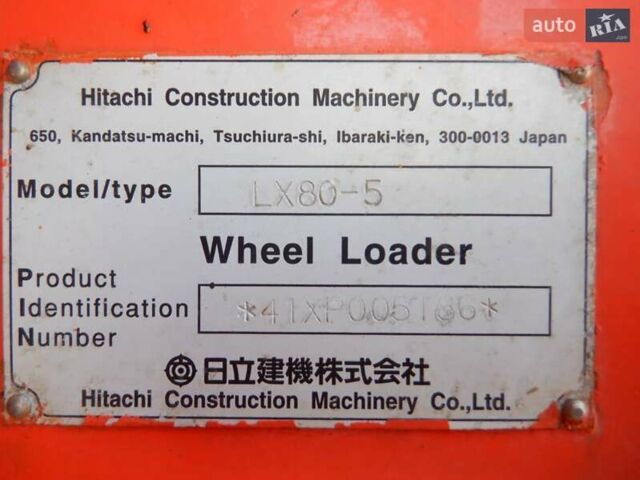 auto RIA.com
Hitachi Construction Machinery Co.,Ltd.
650, Kandatsu-machi, Tsuchiura-shi, Ibaraki-ken, 300-0013 Japan
Model/type LX80-5
Wheel Loader
Product
Identification
Number
日立建機株式会社
Hitachi Construction Machinery Co.,Ltd.